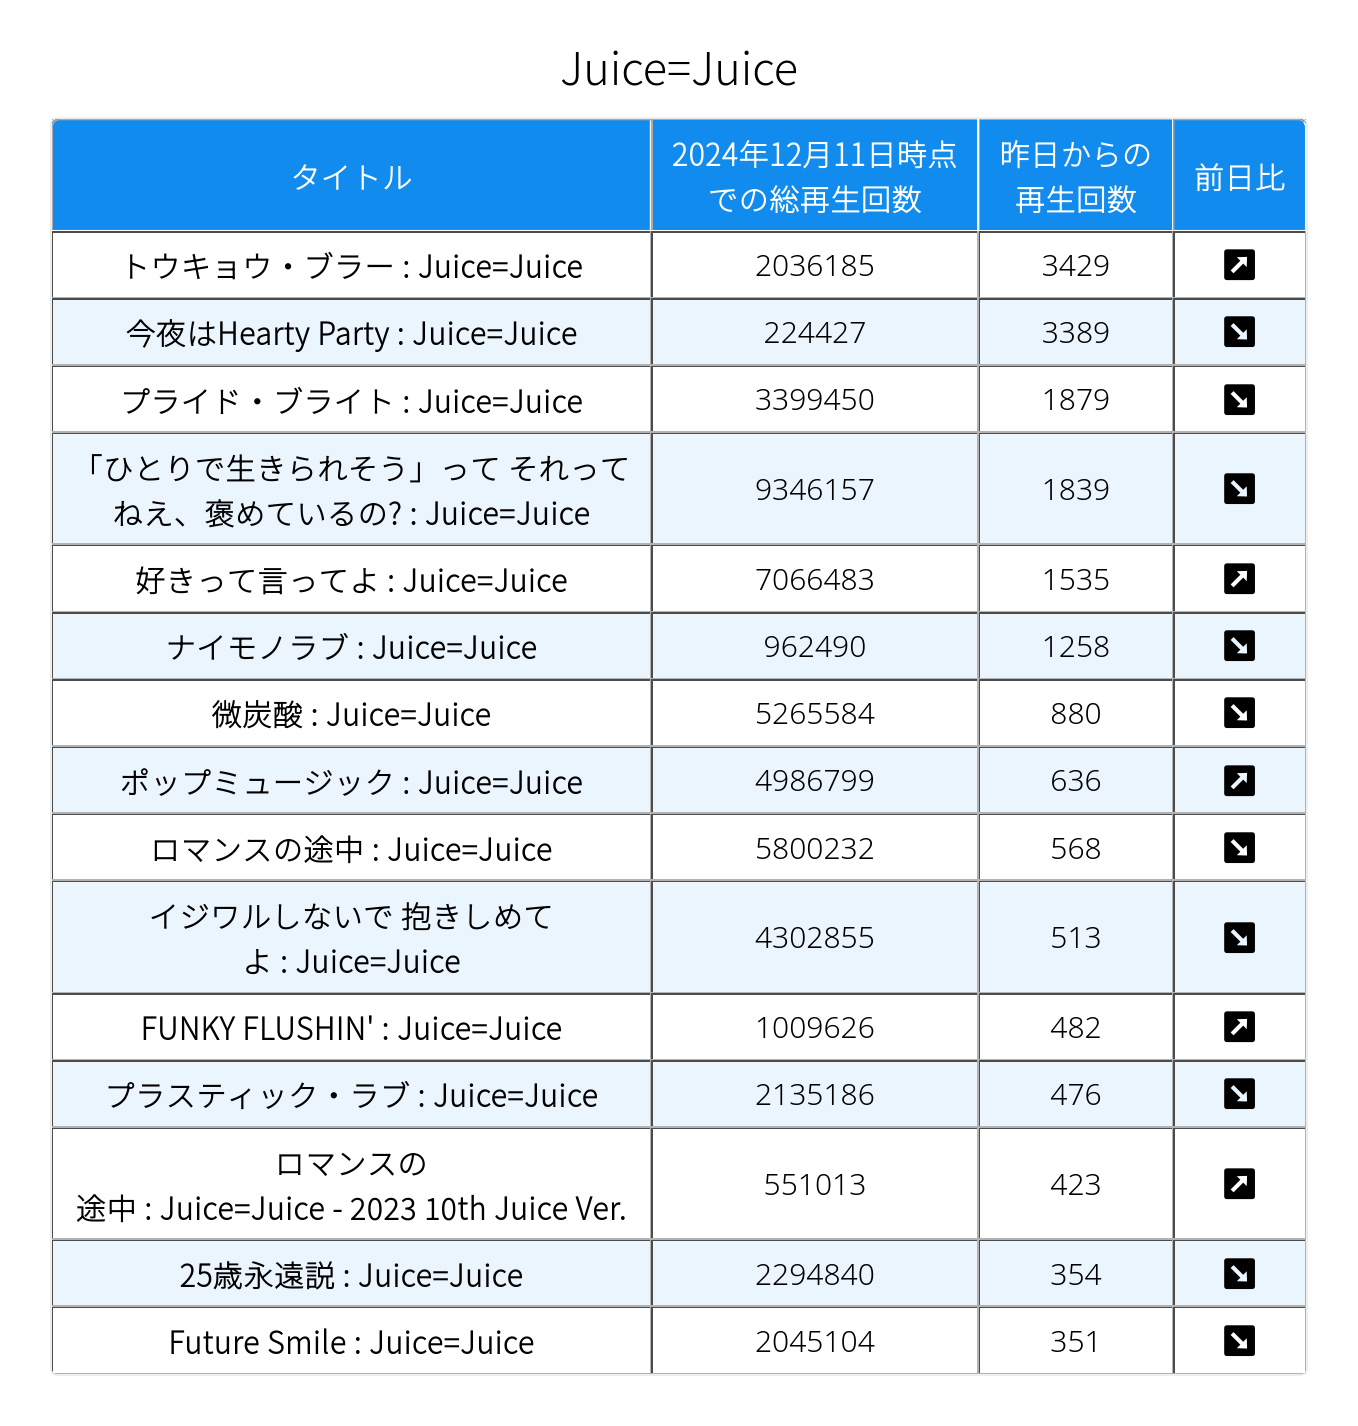 Juice=Juice
タイトル
2024年12月11日時点
での総再生回数
昨日からの
再生回数
前日比
トウキョウ・ブラー : Juice=Juice 2036185 3429 ↗
今夜はHearty Party : Juice=Juice 224427 3389 ↘
プライド・ブライト : Juice=Juice 3399450 1879 ↘
「ひとりで生きられそう」って それって
ねえ、褒めているの? : Juice=Juice 9346157 1839 ↘
好きって言ってよ : Juice=Juice 7066483 1535 ↗
ナイモノラブ : Juice=Juice 962490 1258 ↘
微炭酸 : Juice=Juice 5265584 880 ↘
ポップミュージック : Juice=Juice 4986799 636 ↗
ロマンスの途中 : Juice=Juice 5800232 568 ↘
イジワルしないで 抱きしめて
よ : Juice=Juice 4302855 513 ↘
FUNKY FLUSHIN' : Juice=Juice 1009626 482 ↗
プラスティック・ラブ : Juice=Juice 2135186 476 ↘
ロマンスの
途中 : Juice=Juice - 2023 10th Juice Ver. 551013 423 ↗
25歳永遠説 : Juice=Juice 2294840 354 ↘
Future Smile : Juice=Juice 2045104 351 ↘